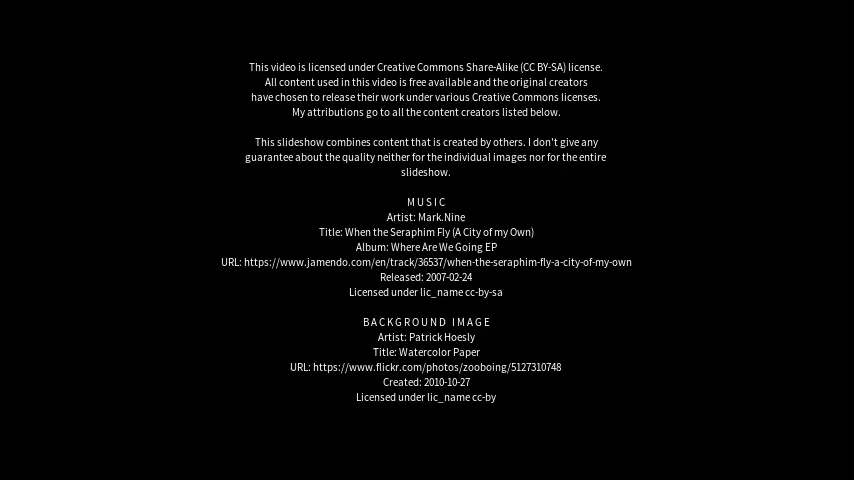 This video is licensed under Creative Commons Share-Alike (CC BY-SA) license.
All content used in this video is free available and the original creators
have chosen to release their work under various Creative Commons licenses.
My attributions go to all the content creators listed below.
This slideshow combines content that is created by others. I don't give any
guarantee about the quality neither for the individual images nor for the entire
slideshow.
MUSIC
Artist: Mark.Nine
Title: When the Seraphim Fly (A City of my Own)
Album: Where Are We Going EP
URL: https://www.jamendo.com/en/track/36537/when-the-seraphim-fly-a-city-of-my-own
Released: 2007-02-24
Licensed under lic_name cc-by-sa
BACKGROUND IMAGE
Artist: Patrick Hoesly
Title: Watercolor Paper
URL: https://www.flickr.com/photos/zooboing/5127310748
Created: 2010-10-27
Licensed under lic_name cc-by